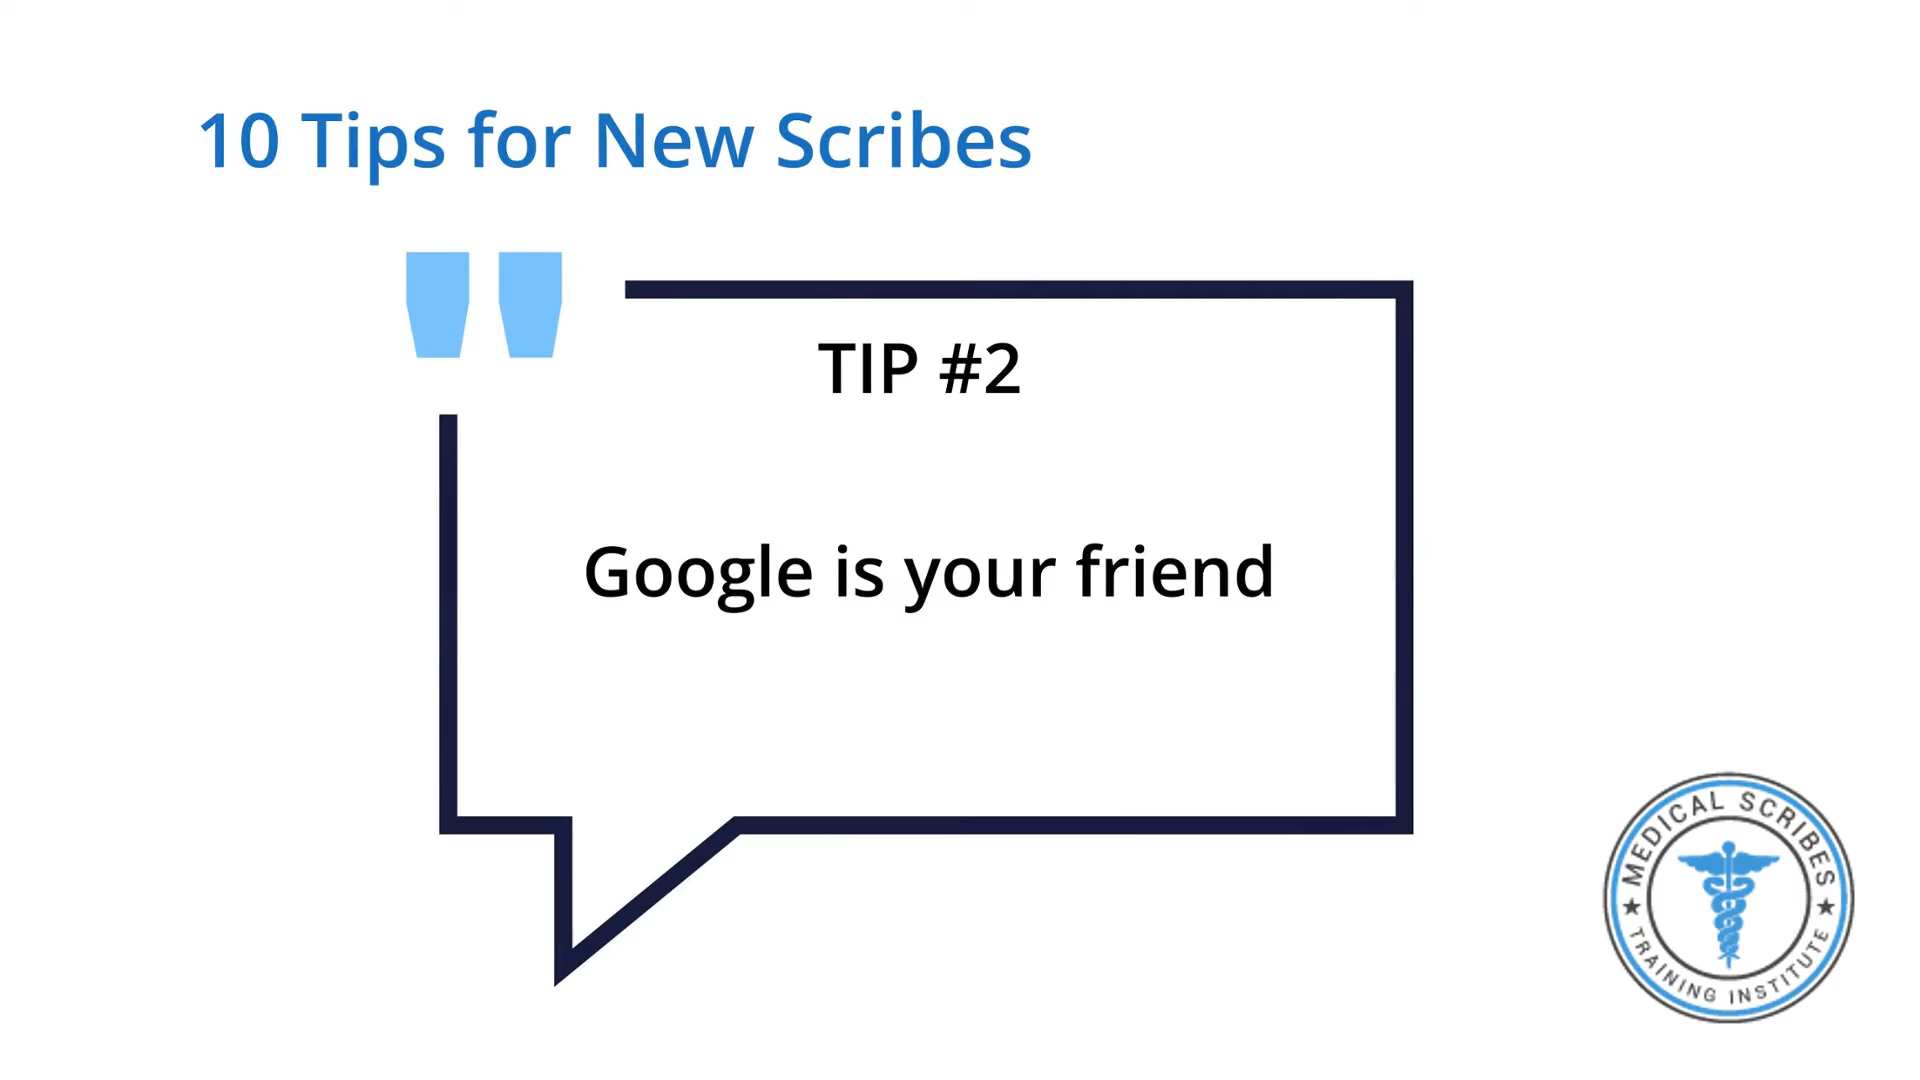 10 Tips for New Scribes
TIP #2
Google is your friend
MEDICAL SCRIBES
★ TRAINING INSTITUTE ★